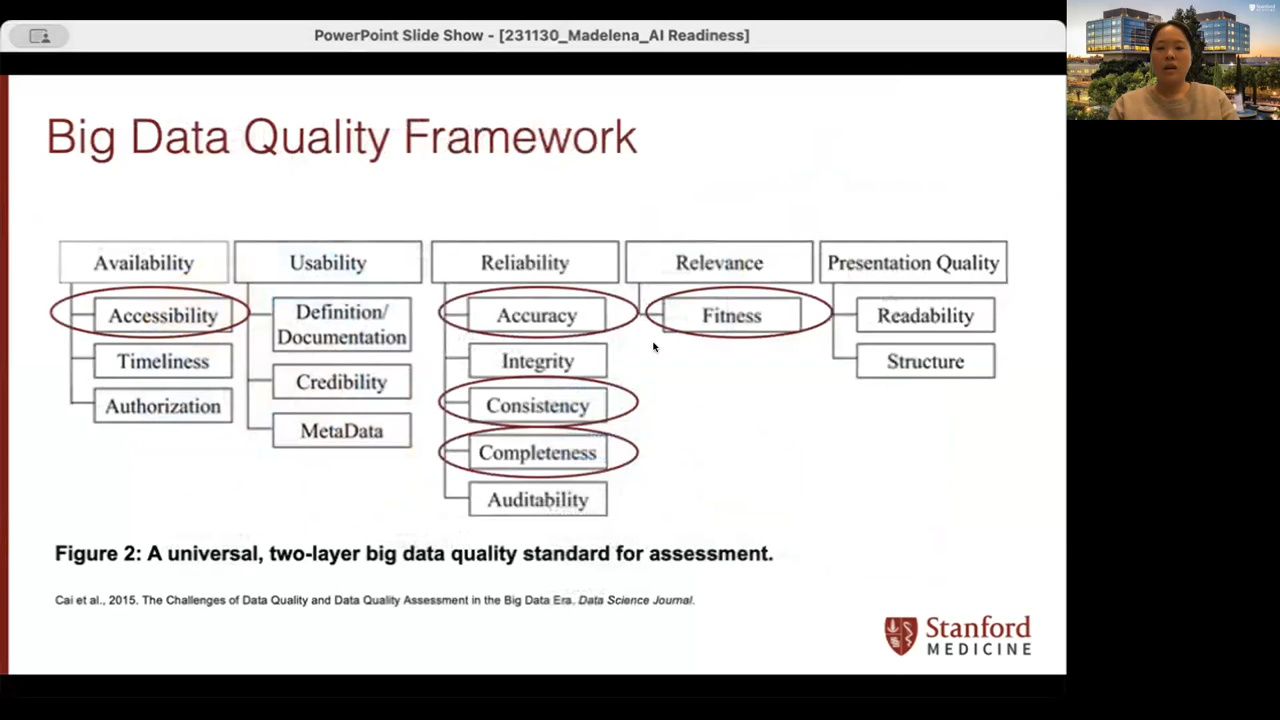 PowerPoint Slide Show - [231130_Madelena_AI Readiness]
Stanford
MEDICINE
Big Data Quality Framework
Availability
Accessibility
Timeliness
Authorization
Usability
Definition/
Documentation
Credibility
MetaData
Reliability
Accuracy
Integrity
Consistency
Completeness
Auditability
Relevance
Fitness
Presentation Quality
Readability
Structure
Figure 2: A universal, two-layer big data quality standard for assessment.
Cai et al., 2015. The Challenges of Data Quality and Data Quality Assessment in the Big Data Era. Data Science Journal.
Stanford
MEDICINE